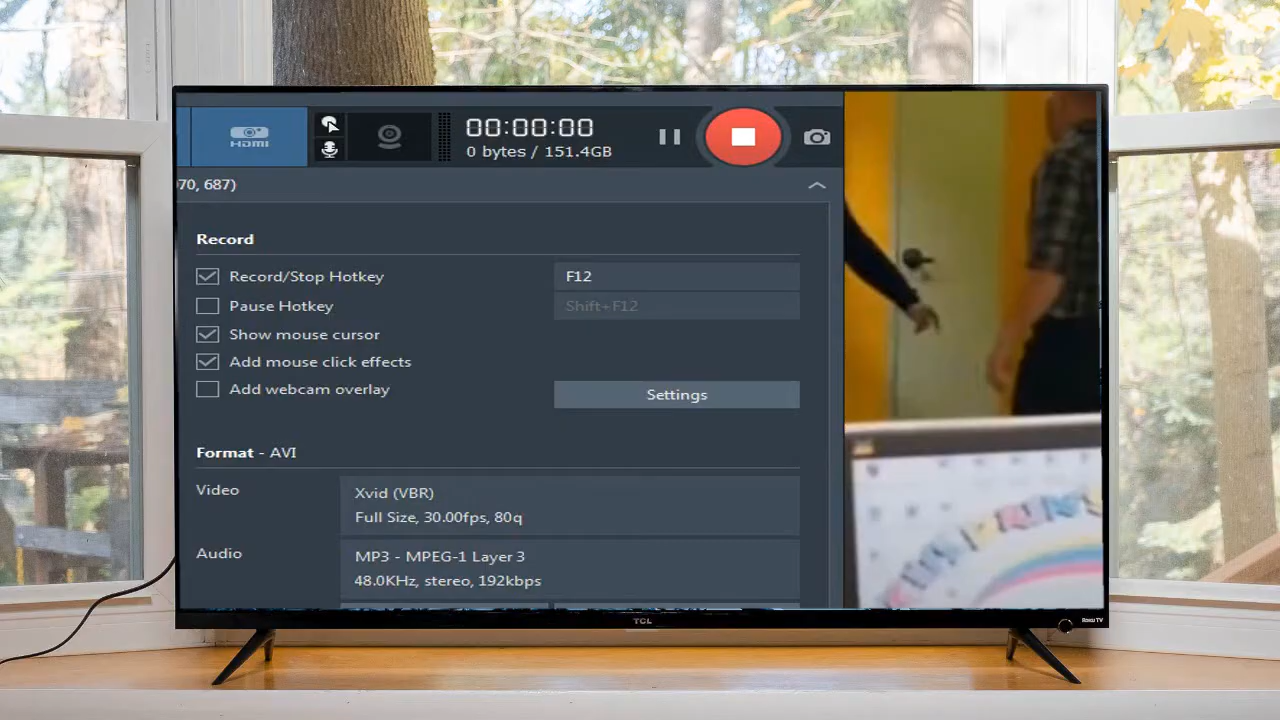 HDMI
00:00:00
0 bytes / 151.4GB
70, 687)
Record
Record/Stop Hotkey
F12
Pause Hotkey
Shift+F12
Show mouse cursor
Add mouse click effects
Add webcam overlay
Settings
Format - AVI
Video
Xvid (VBR)
Full Size, 30.00fps, 80q
Audio
MP3 - MPEG-1 Layer 3
48.0KHz, stereo, 192kbps
TCL
Roku TV